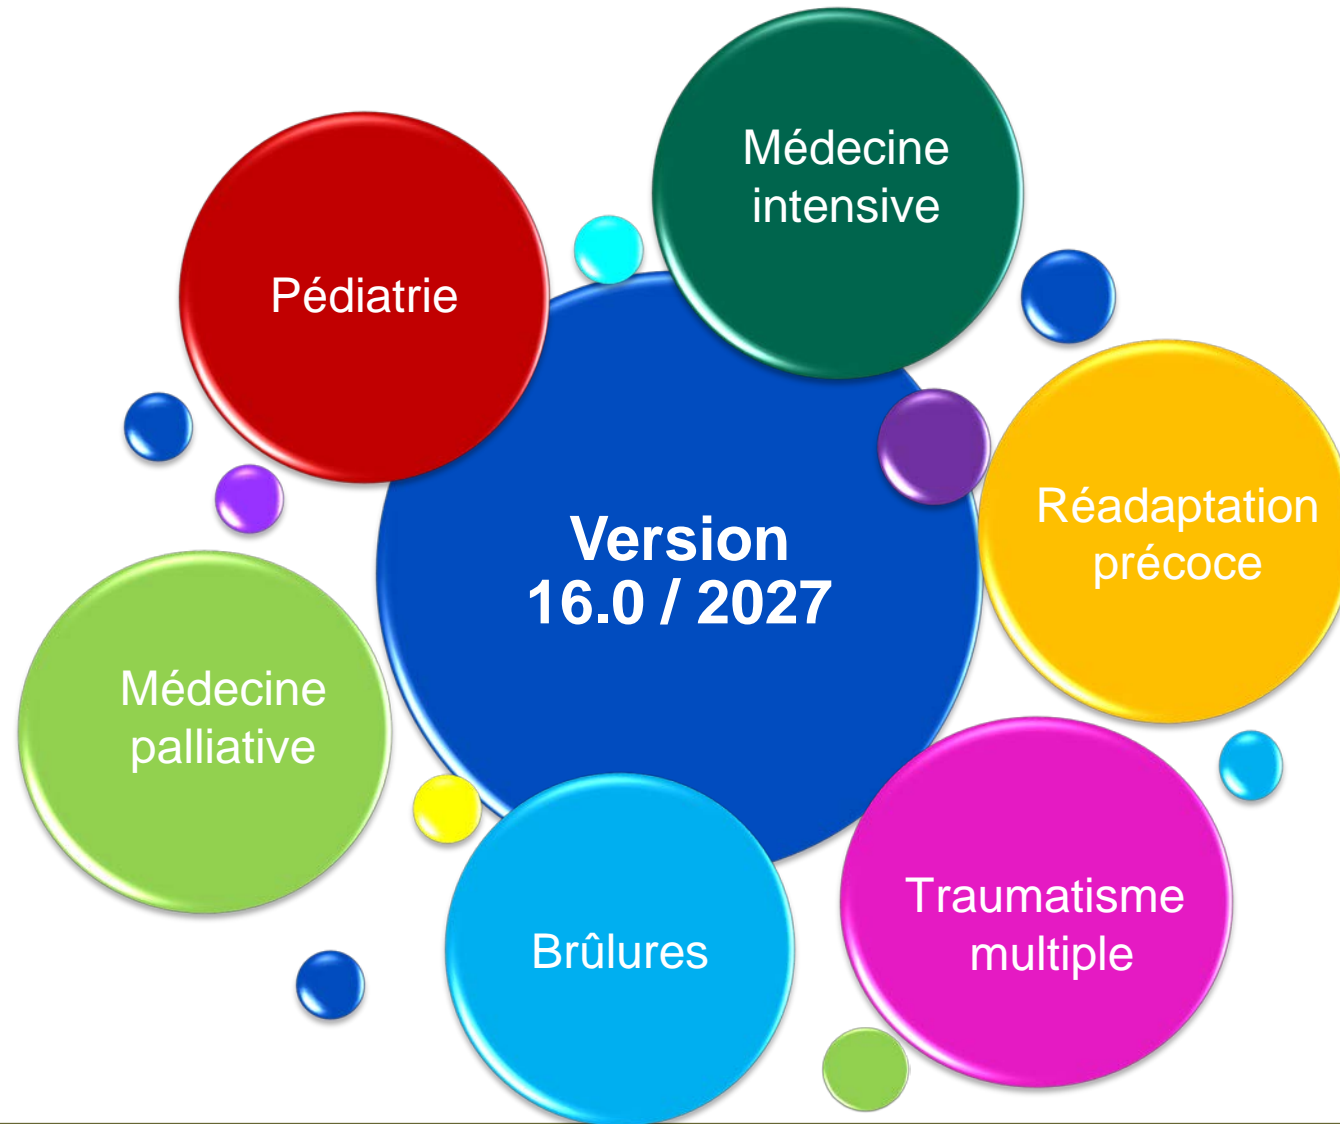 Médecine
intensive
Pédiatrie
Réadaptation
précoce
Version
16.0 / 2027
Médecine
palliative
Traumatisme
multiple
Brûlures